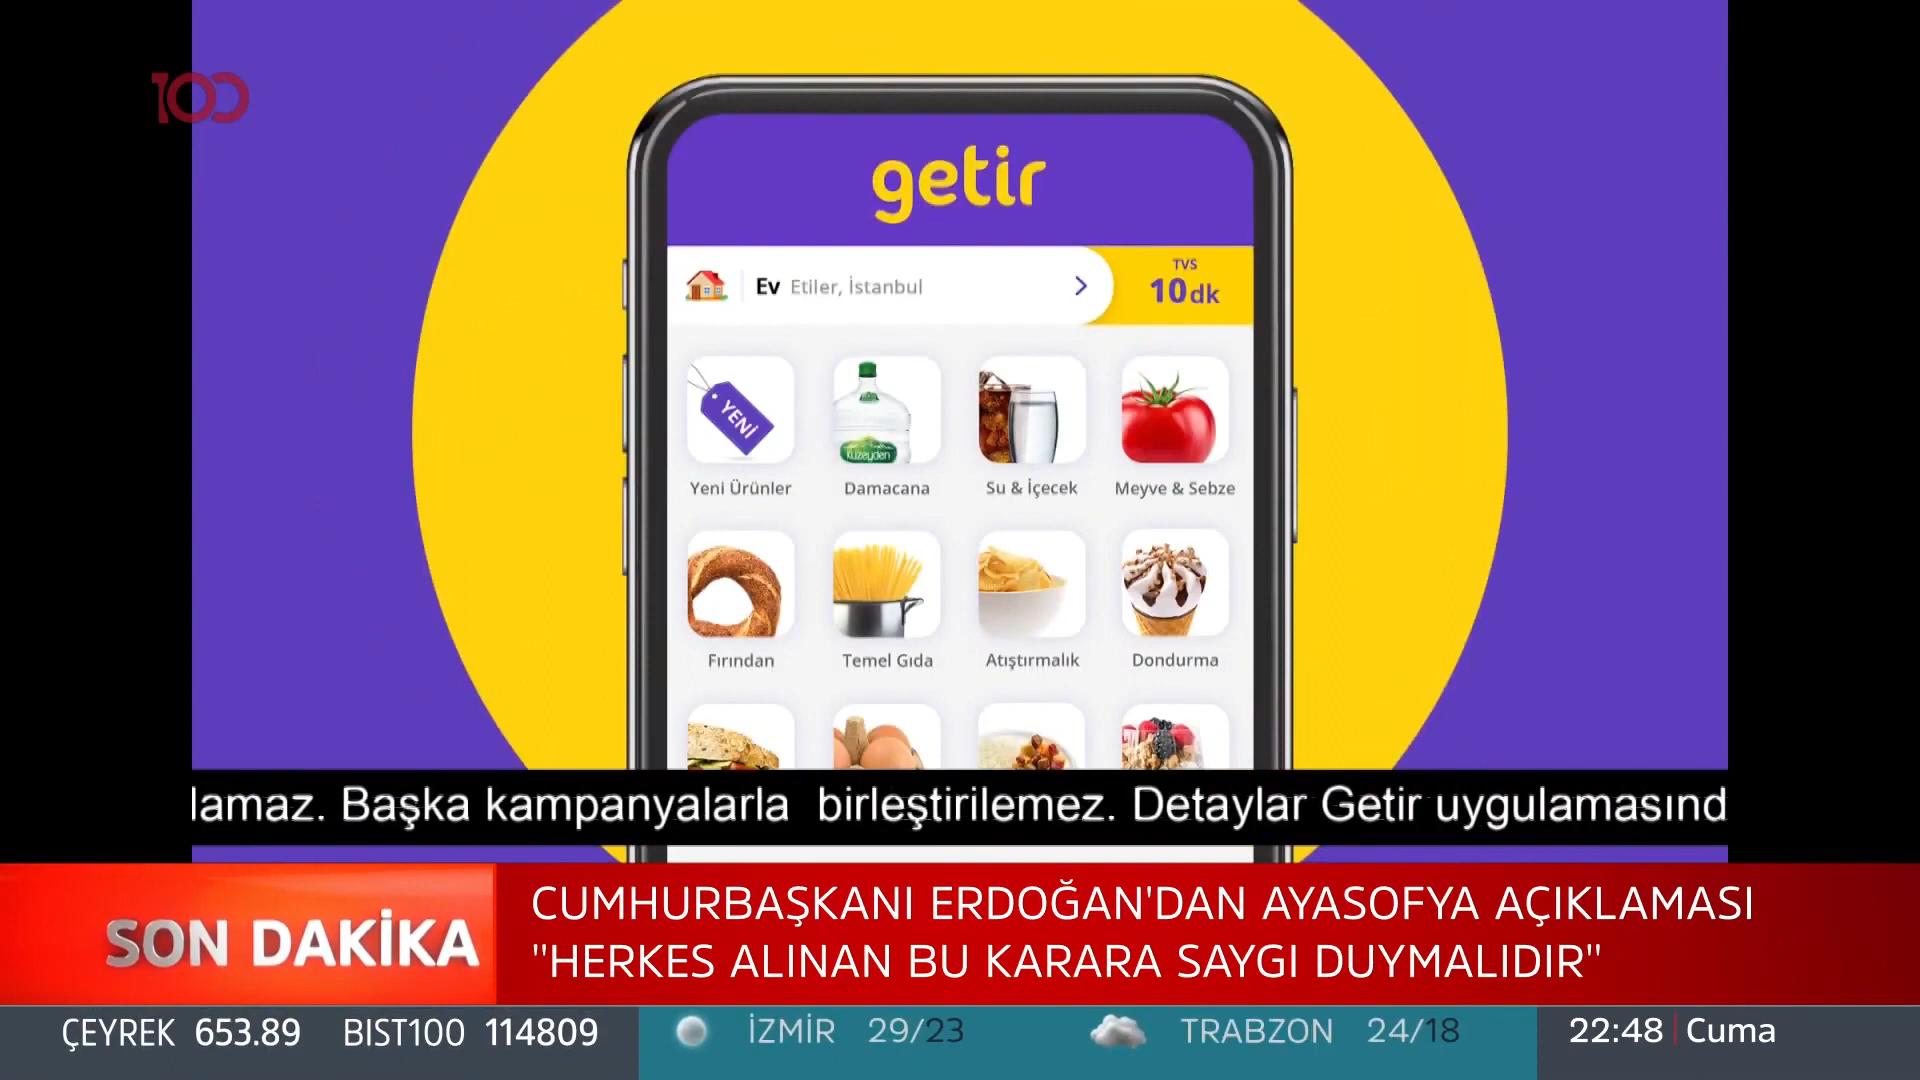 100
getir
Ev Etiler, İstanbul
TVS
10dk
YENİ
Kuzeyden
Yeni Ürünler Damacana Su & İçecek Meyve & Sebze
Fırından Temel Gıda Atıştırmalık Dondurma
lamaz. Başka kampanyalarla birleştirilemez. Detaylar Getir uygulamasınd
SON DAKİKA
CUMHURBAŞKANI ERDOĞAN'DAN AYASOFYA AÇIKLAMASI
"HERKES ALINAN BU KARARA SAYGI DUYMALIDIR"
ÇEYREK 653.89 BIST100 114809 İZMİR 29/23 TRABZON 24/18 22:48 Cuma